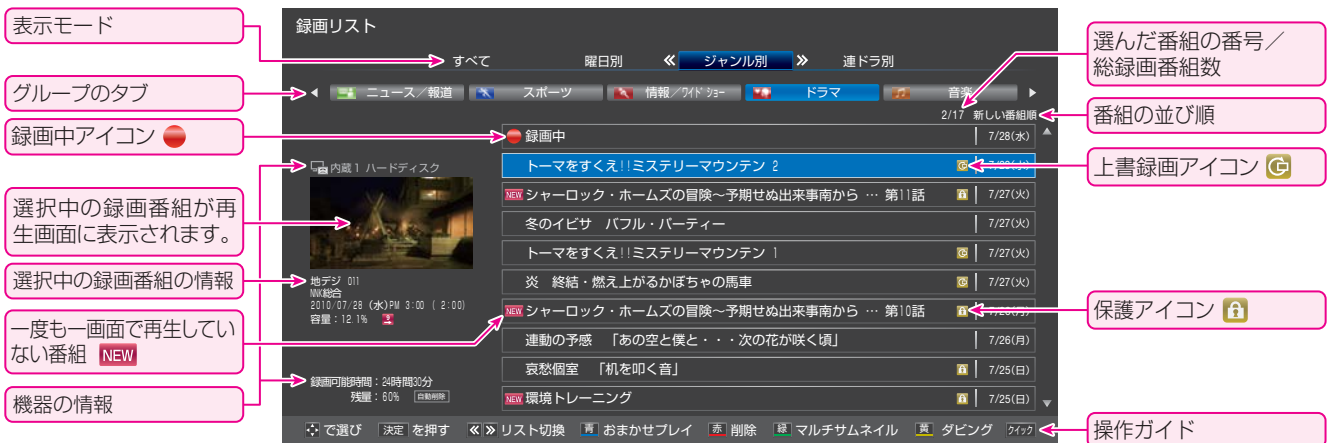 表示モード
グループのタブ
録画中アイコン
選択中の録画番組が再
生画面に表示されます。
選択中の録画番組の情報
一度も一画面で再生してい
ない番組 NEW
機器の情報
録画リスト
すべて 曜日別 ≪ ジャンル別 ≫ 連ドラ別
ニュース／報道 スポーツ 情報／ワイドショー ドラマ 音楽
2/17 新しい番組順
録画中 7/28(水)
トーマをすくえ!!ミステリーマウンテン 2
NEW シャーロック・ホームズの冒険～予期せぬ出来事南から … 第11話 7/27(火)
冬のイビサ バフル・パーティー 7/27(火)
トーマをすくえ!!ミステリーマウンテン 1 7/27(火)
炎 終結・燃え上がるかぼちゃの馬車 7/27(火)
NEW シャーロック・ホームズの冒険～予期せぬ出来事南から … 第10話
連動の予感 「あの空と僕と・・・次の花が咲く頃」 7/26(月)
哀愁個室 「机を叩く音」 7/25(日)
NEW 環境トレーニング 7/25(日)
内蔵1 ハードディスク
地デジ 011
NNK総合
2010/07/28 (水)PM 3:00 ( 2:00)
容量：12.1%
録画可能時間：24時間30分
残量：60% 自動削除
で選び 決定 を押す ≪≫ リスト切換 青 おまかせプレイ 赤 削除 緑 マルチサムネイル 黄 ダビング クイック
選んだ番組の番号／
総録画番組数
番組の並び順
上書録画アイコン
保護アイコン
操作ガイド